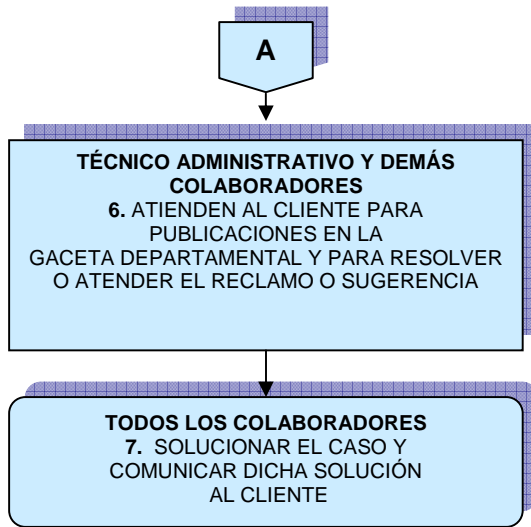 A
TÉCNICO ADMINISTRATIVO Y DEMÁS
COLABORADORES
6. ATIENDEN AL CLIENTE PARA
PUBLICACIONES EN LA
GACETA DEPARTAMENTAL Y PARA RESOLVER
O ATENDER EL RECLAMO O SUGERENCIA
TODOS LOS COLABORADORES
7. SOLUCIONAR EL CASO Y
COMUNICAR DICHA SOLUCIÓN
AL CLIENTE